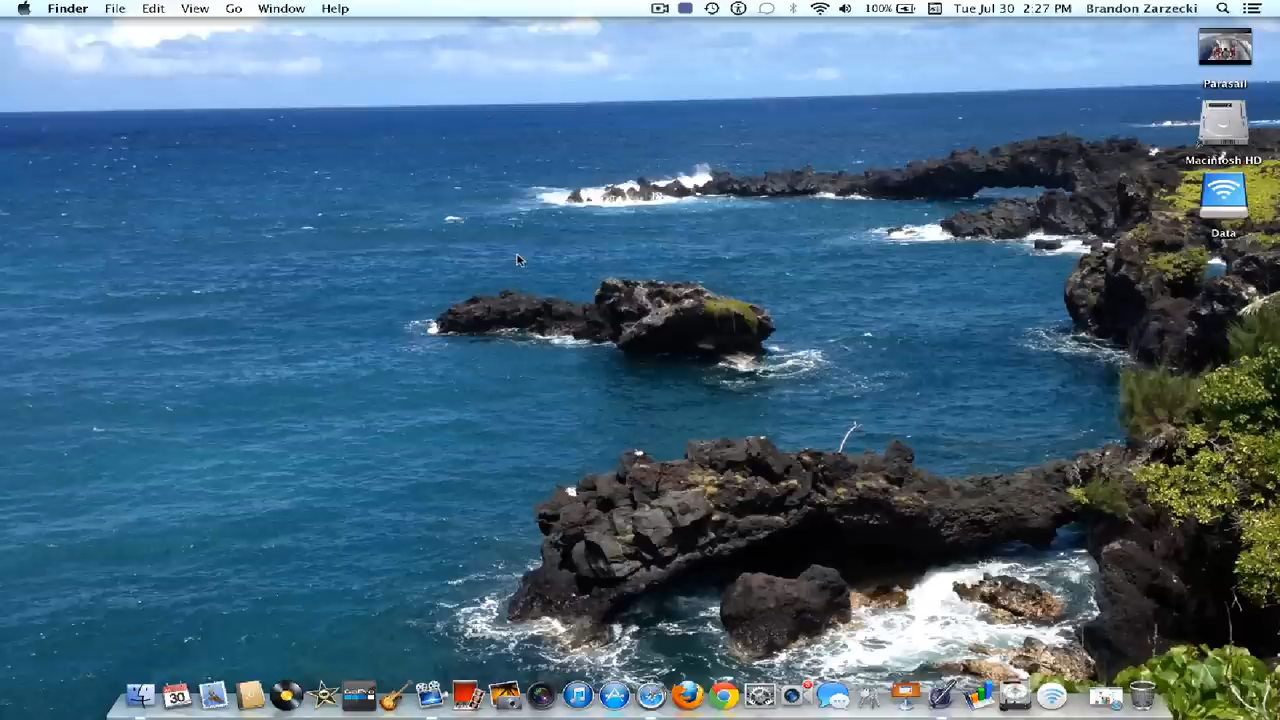 Finder File Edit View Go Window Help 100% Tue Jul 30 2:27 PM Brandon Zarzecki
Parasail
Macintosh HD
Data
30
GoPro